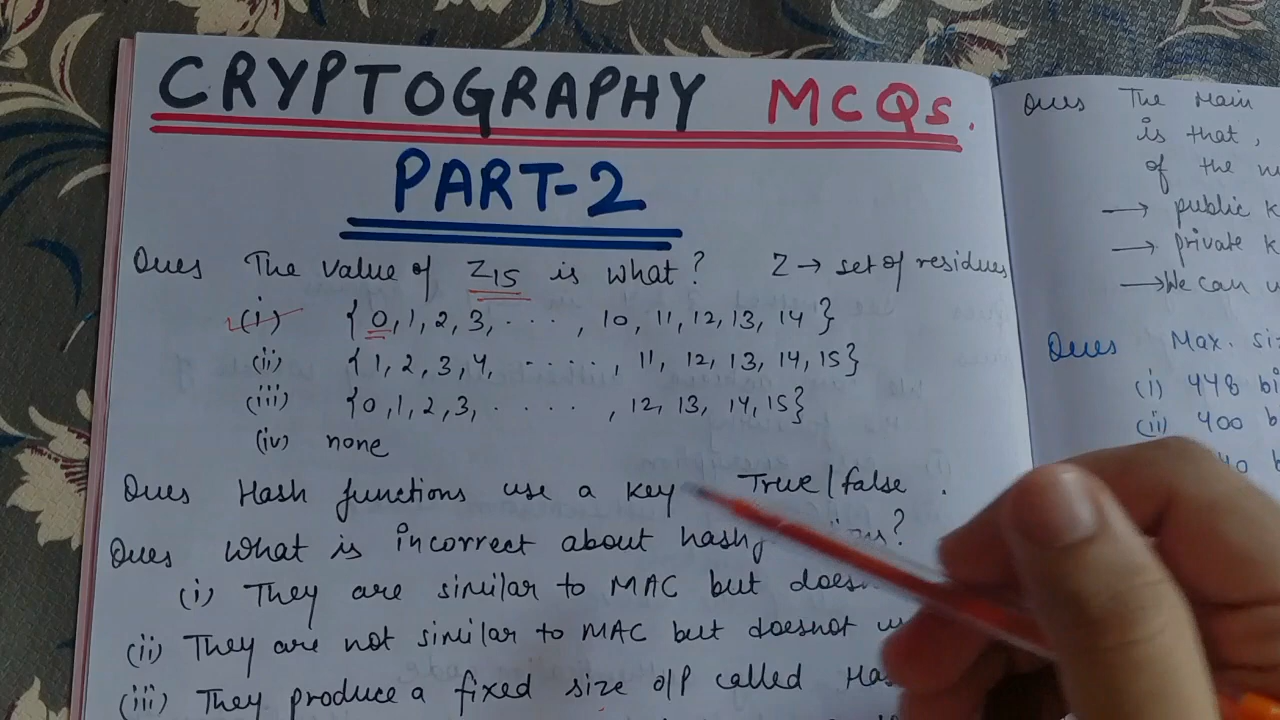 CRYPTOGRAPHY MCQs.
PART-2
Ques The value of Z15 is what? Z → set of residues
(i) {0,1,2,3, ...., 10, 11, 12, 13, 14}
(ii) {1,2,3,4, ....., 11, 12, 13, 14, 15}
(iii) {0,1,2,3, ....., 12, 13, 14, 15}
(iv) none
Ques Hash functions use a key True/false.
Ques What is incorrect about hash
(i) They are similar to MAC but
(ii) They are not similar to MAC but doesnot
(iii) They produce a fixed size o/p called
Ques The Main
is that,
of the
→ public
→ private
→ We can
Ques Max.
(i) 448
(ii) 400